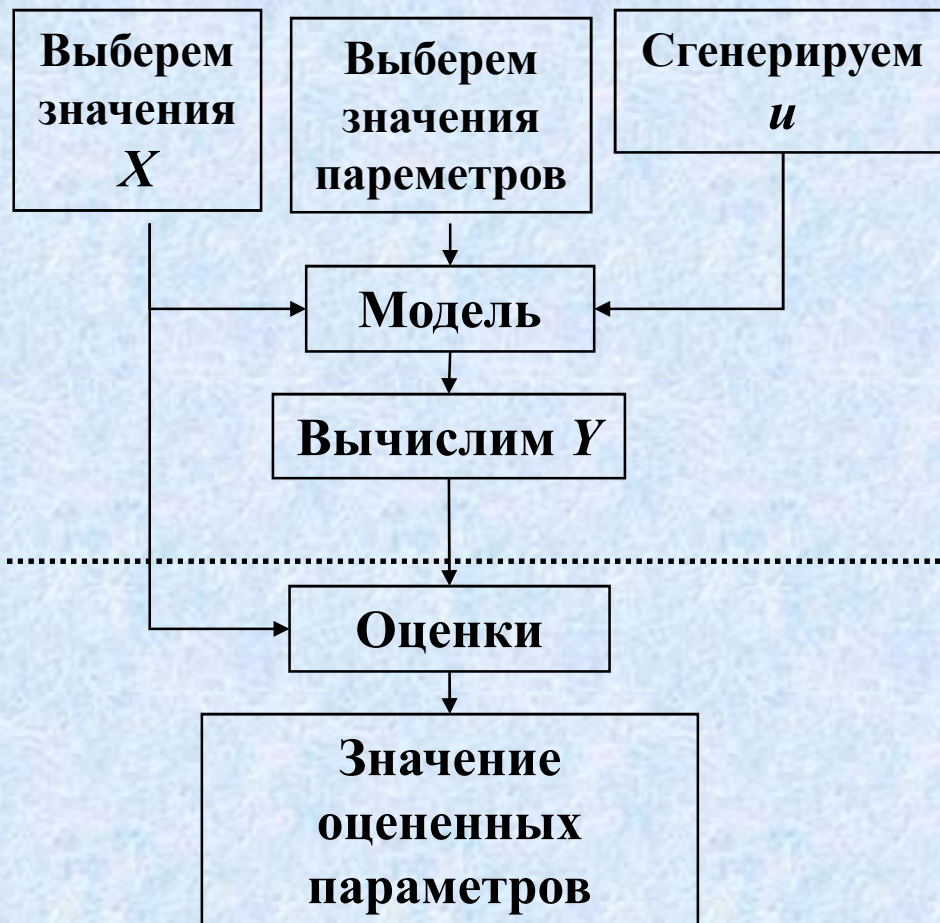 Выберем
значения
X
Выберем
значения
пареметров
Сгенерируем
u
Модель
Вычислим Y
Оценки
Значение
оцененных
параметров